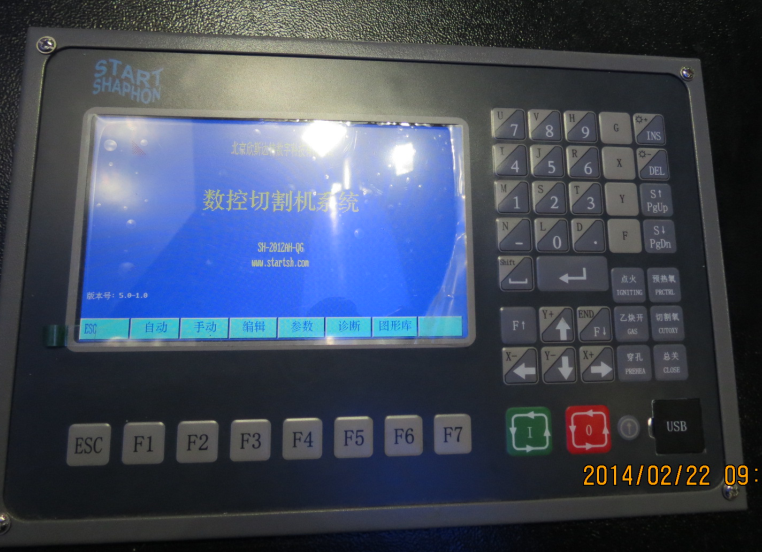 START
SHAPHON
数控切割机系统
SH-2012AH-QG
www.startsh.com
版本号: 5.0-1.0
ESC 自动 手动 编辑 参数 诊断 图形库
U 7 V 8 H 9 G INS
4 J 5 R 6 X DEL
M 1 S 2 T 3 Y S↑ PgUp
N - L 0 D . F S↓ PgDn
Shift
点火 IGNITING 预热氧
F↑ Y+ END F↓ 乙炔开 GAS 切割氧 CUTOXY
X- Y- X+ 穿孔 总关 CLOSE
ESC F1 F2 F3 F4 F5 F6 F7
I 0 USB
2014/02/22 09: